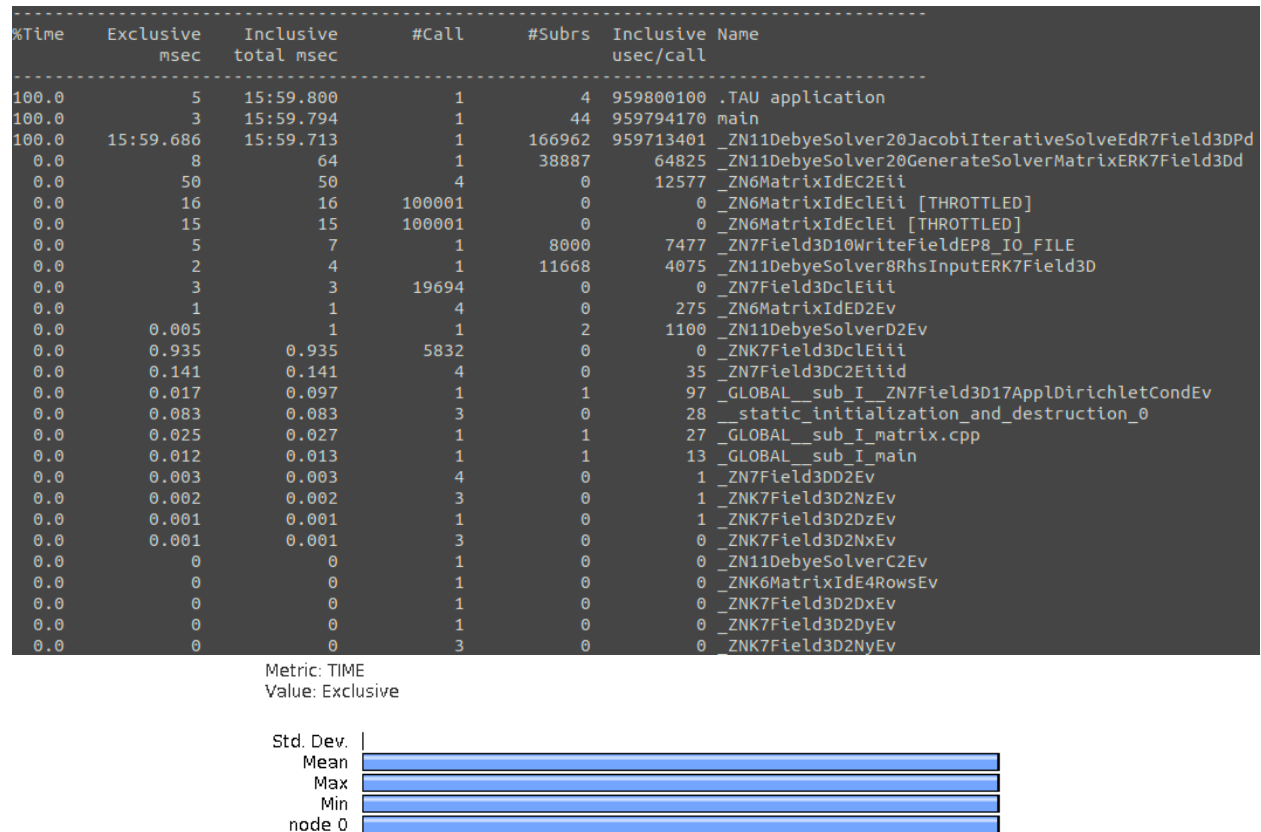 %Time Exclusive Inclusive #Call #Subrs Inclusive Name
msec total msec usec/call
100.0 5 15:59.800 1 4 959800100 .TAU application
100.0 3 15:59.794 1 44 959794170 main
100.0 15:59.686 15:59.713 1 166962 959713401 _ZN11DebyeSolver20JacobiIterativeSolveEdR7Field3DPd
0.0 8 64 1 38887 64825 _ZN11DebyeSolver20GenerateSolverMatrixERK7Field3Dd
0.0 50 50 4 0 12577 _ZN6MatrixIdEC2Eii
0.0 16 16 100001 0 0 _ZN6MatrixIdEclEii [THROTTLED]
0.0 15 15 100001 0 0 _ZN6MatrixIdEclEi [THROTTLED]
0.0 5 7 1 8000 7477 _ZN7Field3D10WriteFieldEP8_IO_FILE
0.0 2 4 1 11668 4075 _ZN11DebyeSolver8RhsInputERK7Field3D
0.0 3 3 19694 0 0 _ZN7Field3DclEiii
0.0 1 1 4 0 275 _ZN6MatrixIdED2Ev
0.0 0.005 1 1 2 1100 _ZN11DebyeSolverD2Ev
0.0 0.935 0.935 5832 0 0 _ZNK7Field3DclEiii
0.0 0.141 0.141 4 0 35 _ZN7Field3DC2Eiiid
0.0 0.017 0.097 1 1 97 _GLOBAL__sub_I__ZN7Field3D17ApplDirichletCondEv
0.0 0.083 0.083 3 0 28 __static_initialization_and_destruction_0
0.0 0.025 0.027 1 1 27 _GLOBAL__sub_I_matrix.cpp
0.0 0.012 0.013 1 1 13 _GLOBAL__sub_I_main
0.0 0.003 0.003 4 0 1 _ZN7Field3DD2Ev
0.0 0.002 0.002 3 0 1 _ZNK7Field3D2NzEv
0.0 0.001 0.001 1 0 1 _ZNK7Field3D2DzEv
0.0 0.001 0.001 3 0 0 _ZNK7Field3D2NxEv
0.0 0 0 1 0 0 _ZN11DebyeSolverC2Ev
0.0 0 0 1 0 0 _ZNK6MatrixIdE4RowsEv
0.0 0 0 1 0 0 _ZNK7Field3D2DxEv
0.0 0 0 1 0 0 _ZNK7Field3D2DyEv
0.0 0 0 3 0 0 _ZNK7Field3D2NyEv
Metric: TIME
Value: Exclusive
Std. Dev.
Mean
Max
Min
node 0